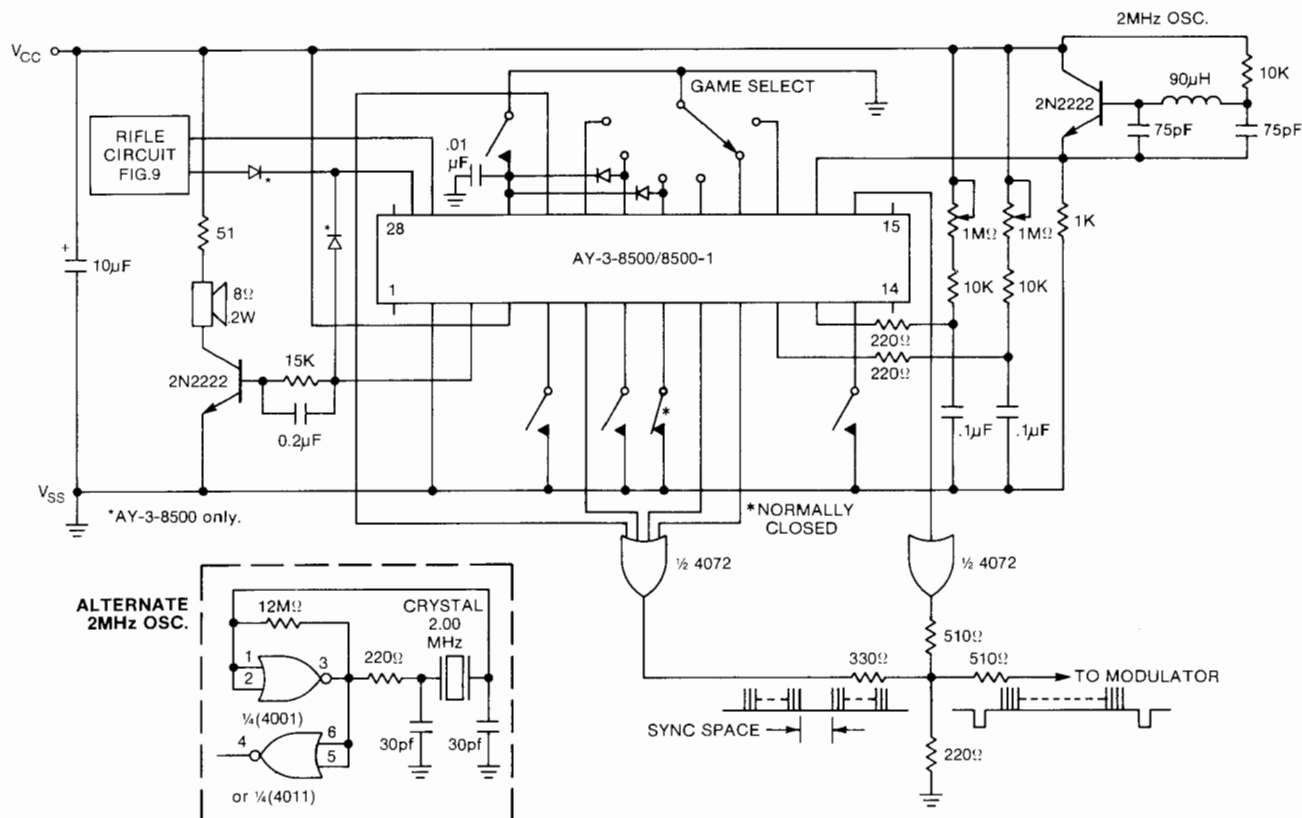 2MHz OSC.
VCC
GAME SELECT
90µH
10K
2N2222
75pF
75pF
RIFLE
CIRCUIT
FIG.9
*
.01
µF
51
28
15
*
1MΩ
1MΩ
1K
AY-3-8500/8500-1
+
10µF
8Ω
.2W
1
14
10K
10K
220Ω
220Ω
15K
2N2222
0.2µF
*
.1µF
.1µF
VSS
*AY-3-8500 only.
*NORMALLY
CLOSED
½ 4072
½ 4072
ALTERNATE
2MHz OSC.
12MΩ
CRYSTAL
2.00
MHz
1
2
3
220Ω
¼(4001)
4
6
5
30pf
30pf
or ¼(4011)
510Ω
330Ω
510Ω
TO MODULATOR
SYNC SPACE
220Ω